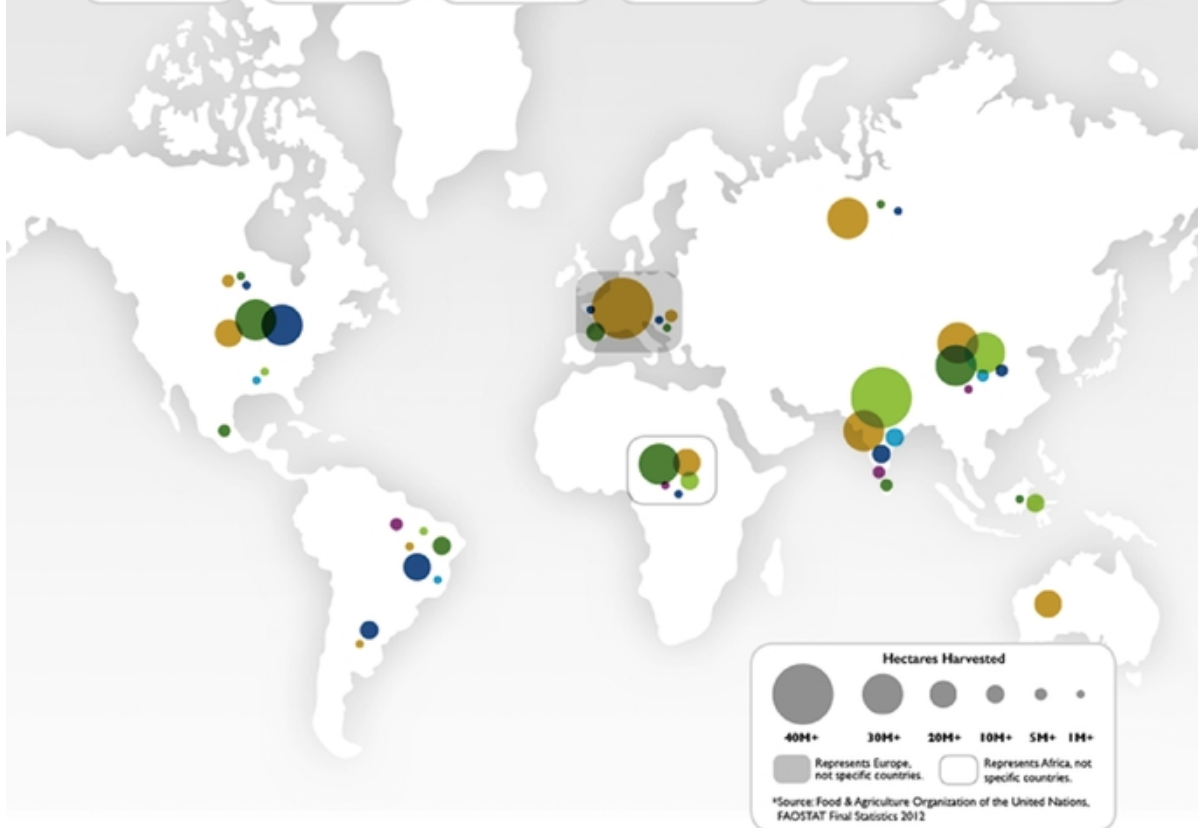 Hectares Harvested
40M+ 30M+ 20M+ 10M+ 5M+ 1M+
Represents Europe,
not specific countries.
Represents Africa, not
specific countries.
*Source: Food & Agriculture Organization of the United Nations,
FAOSTAT Final Statistics 2012